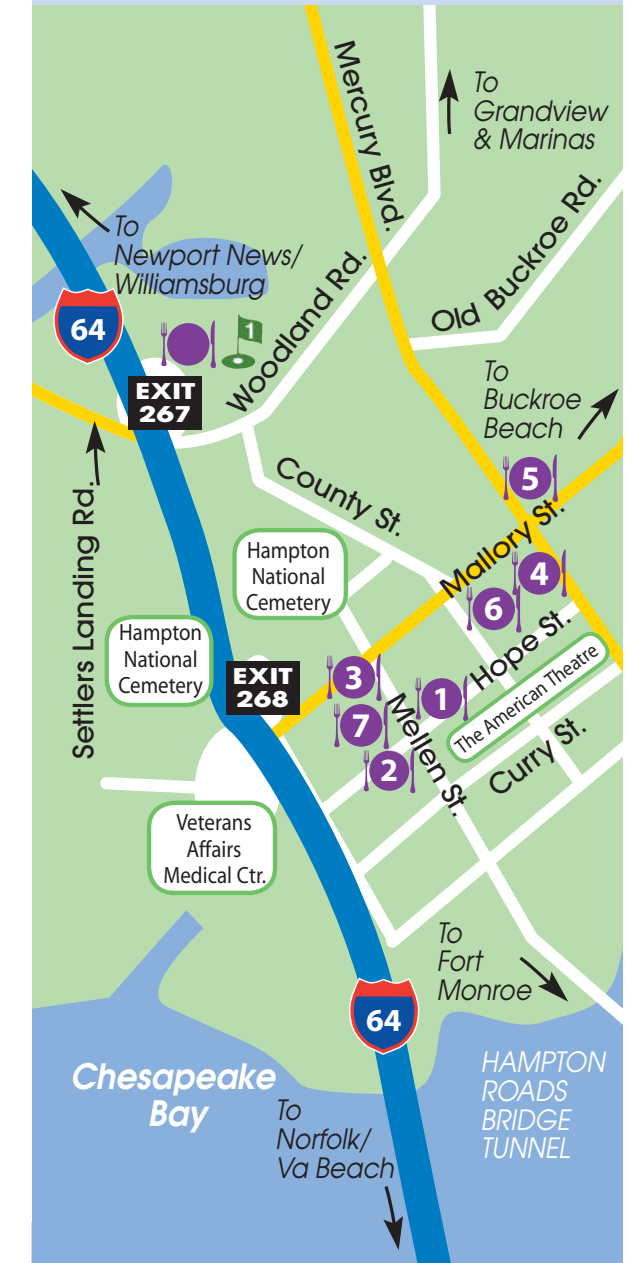 Mercury Blvd.
To
Grandview
& Marinas
Old Buckroe Rd.
To
Newport News/
Williamsburg
64
1
Woodland Rd.
EXIT
267
To
Buckroe
Beach
Settlers Landing Rd.
County St.
5
Mallory St.
Hampton
National
Cemetery
4
6
Hampton
National
Cemetery
Hope St.
EXIT
268
3
1
The American Theatre
7
Mellen St.
2
Curry St.
Veterans
Affairs
Medical Ctr.
To
Fort
Monroe
64
Chesapeake
Bay
HAMPTON
ROADS
BRIDGE
TUNNEL
To
Norfolk/
Va Beach